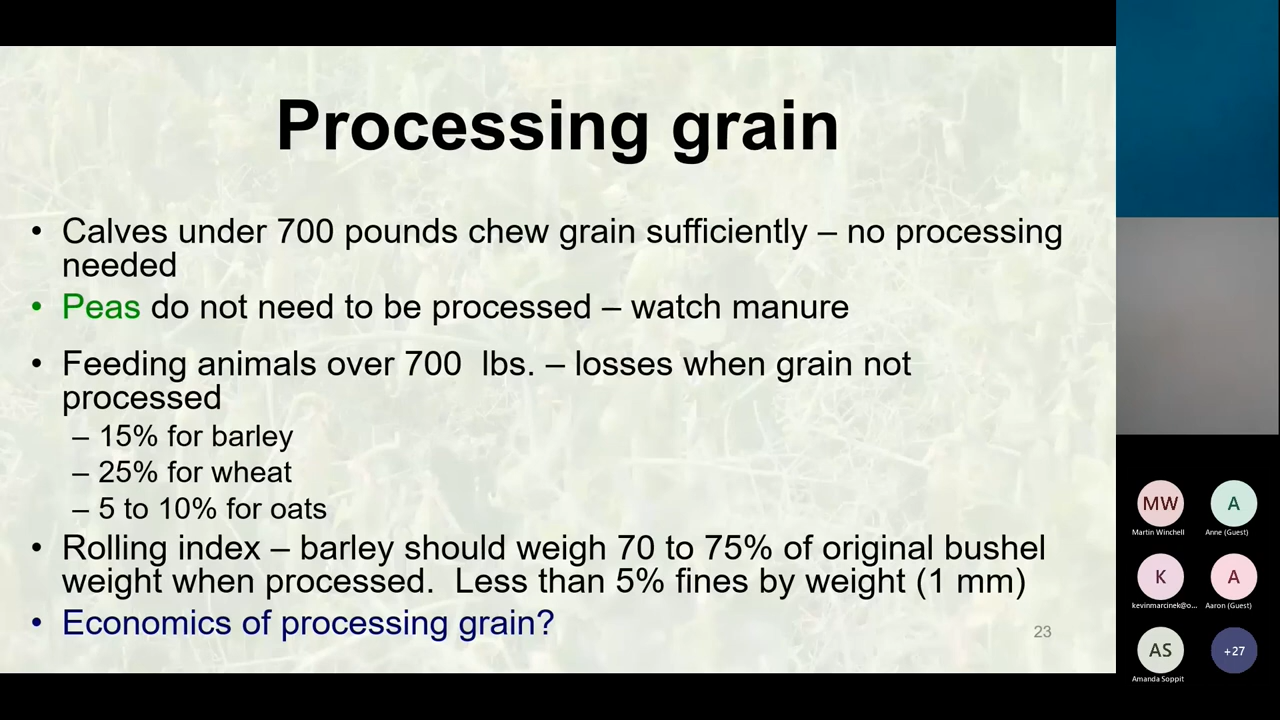 Processing grain
• Calves under 700 pounds chew grain sufficiently – no processing
needed
• Peas do not need to be processed – watch manure
• Feeding animals over 700 lbs. – losses when grain not
processed
– 15% for barley
– 25% for wheat
– 5 to 10% for oats
• Rolling index – barley should weigh 70 to 75% of original bushel
weight when processed. Less than 5% fines by weight (1 mm)
• Economics of processing grain?
23
MW
A
Martin Winchell
Anne (Guest)
K
A
kevinmarcinek@o...
Aaron (Guest)
AS
+27
Amanda Soppit